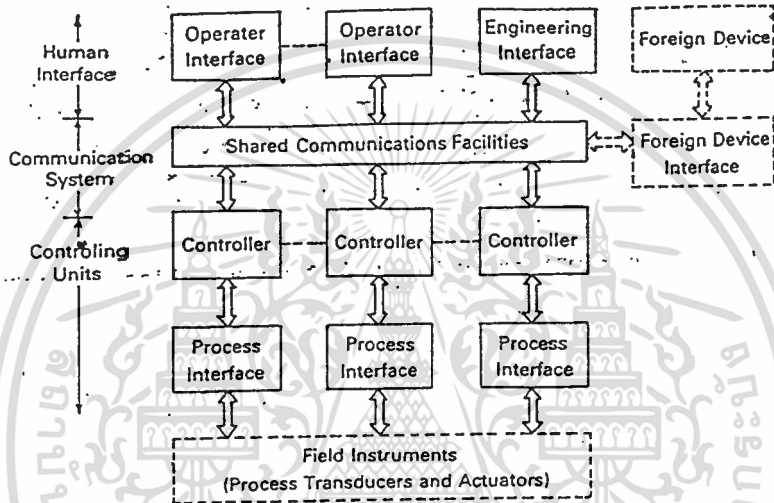 Human
Interface
Operater
Interface
Operator
Interface
Engineering
Interface
Foreign Device
Communication
System
Shared Communications Facilities
Foreign Device
Interface
Controling
Units
Controller
Controller
Controller
Process
Interface
Process
Interface
Process
Interface
Field Instruments
(Process Transducers and Actuators)